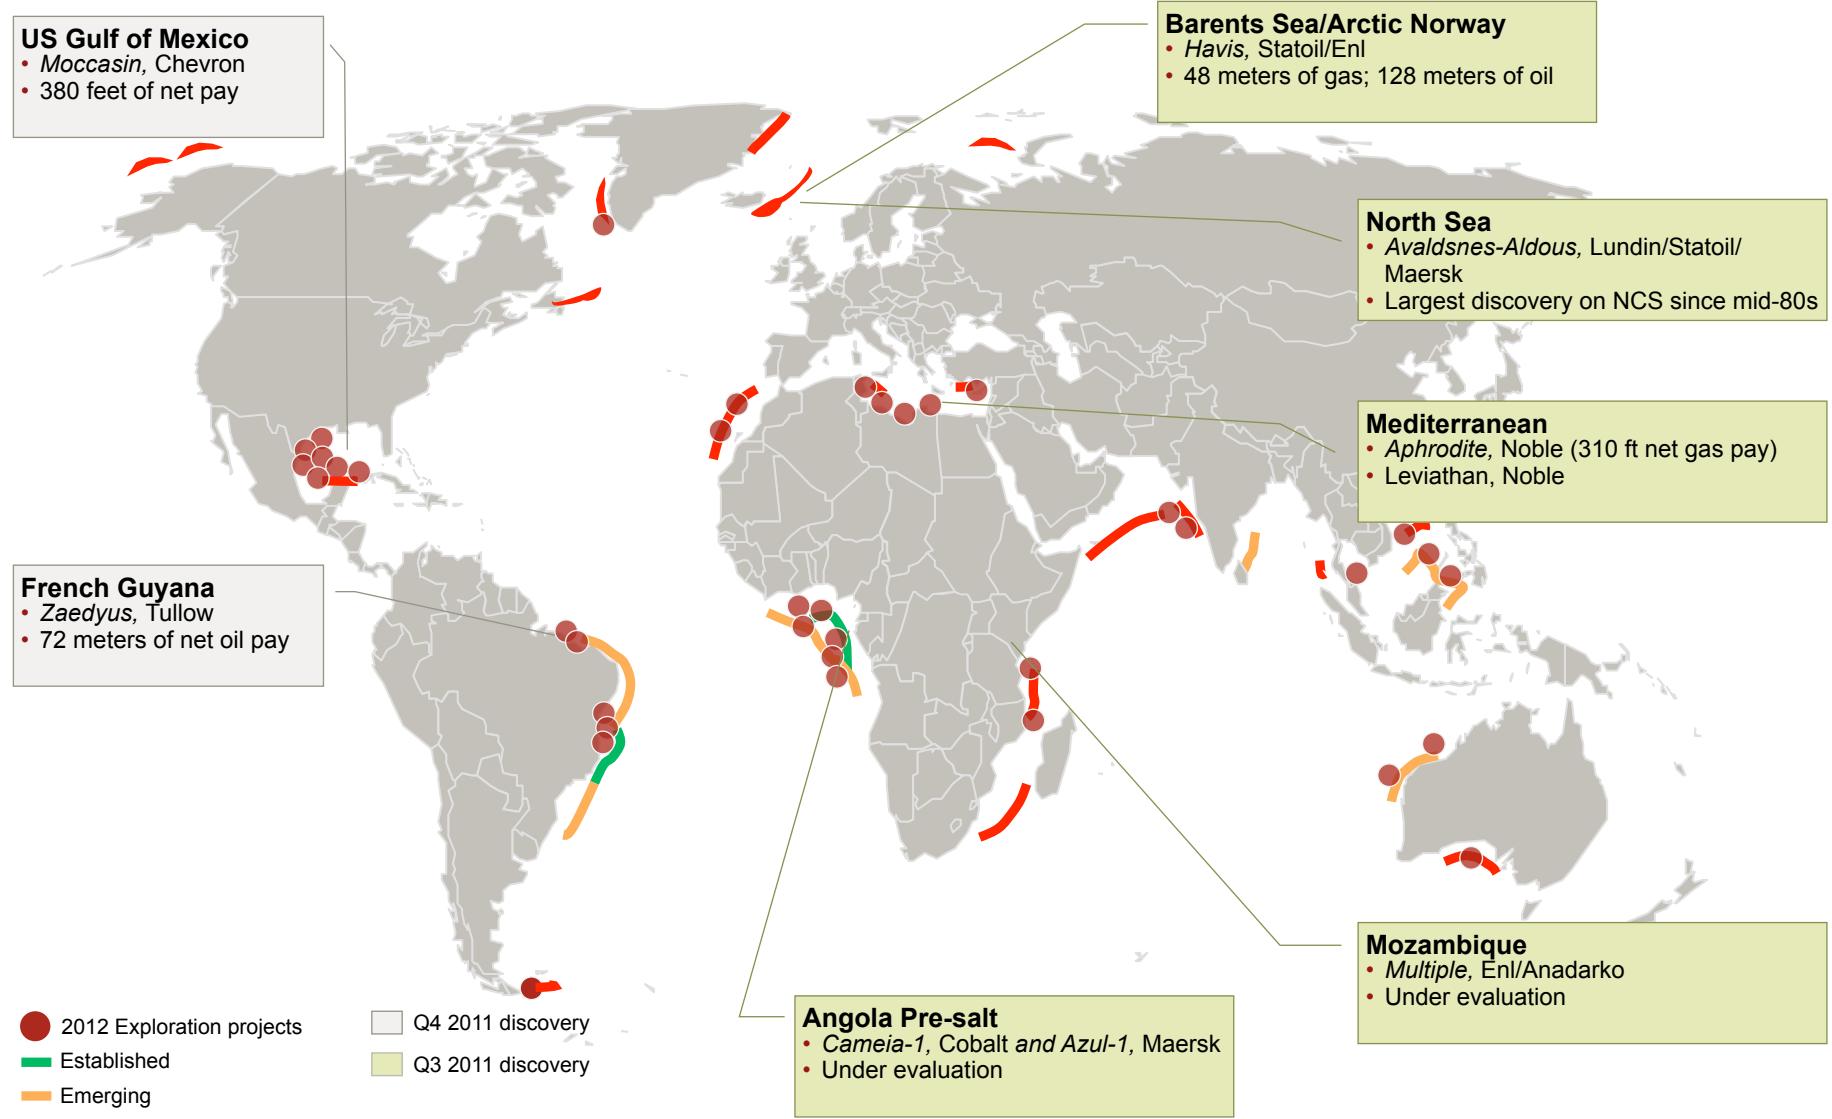 US Gulf of Mexico
• Moccasin, Chevron
• 380 feet of net pay
Barents Sea/Arctic Norway
• Havis, Statoil/Enl
• 48 meters of gas; 128 meters of oil
North Sea
• Avaldsnes-Aldous, Lundin/Statoil/
Maersk
• Largest discovery on NCS since mid-80s
Mediterranean
• Aphrodite, Noble (310 ft net gas pay)
• Leviathan, Noble
French Guyana
• Zaedyus, Tullow
• 72 meters of net oil pay
Mozambique
• Multiple, Enl/Anadarko
• Under evaluation
Angola Pre-salt
• Cameia-1, Cobalt and Azul-1, Maersk
• Under evaluation
2012 Exploration projects
Established
Emerging
Q4 2011 discovery
Q3 2011 discovery